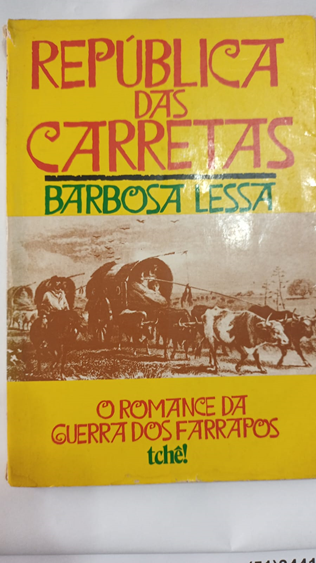 REPÚBLICA
DAS
CARRETAS
BARBOSA LESSA
O ROMANCE DA
GUERRA DOS FARRAPOS
tchê!